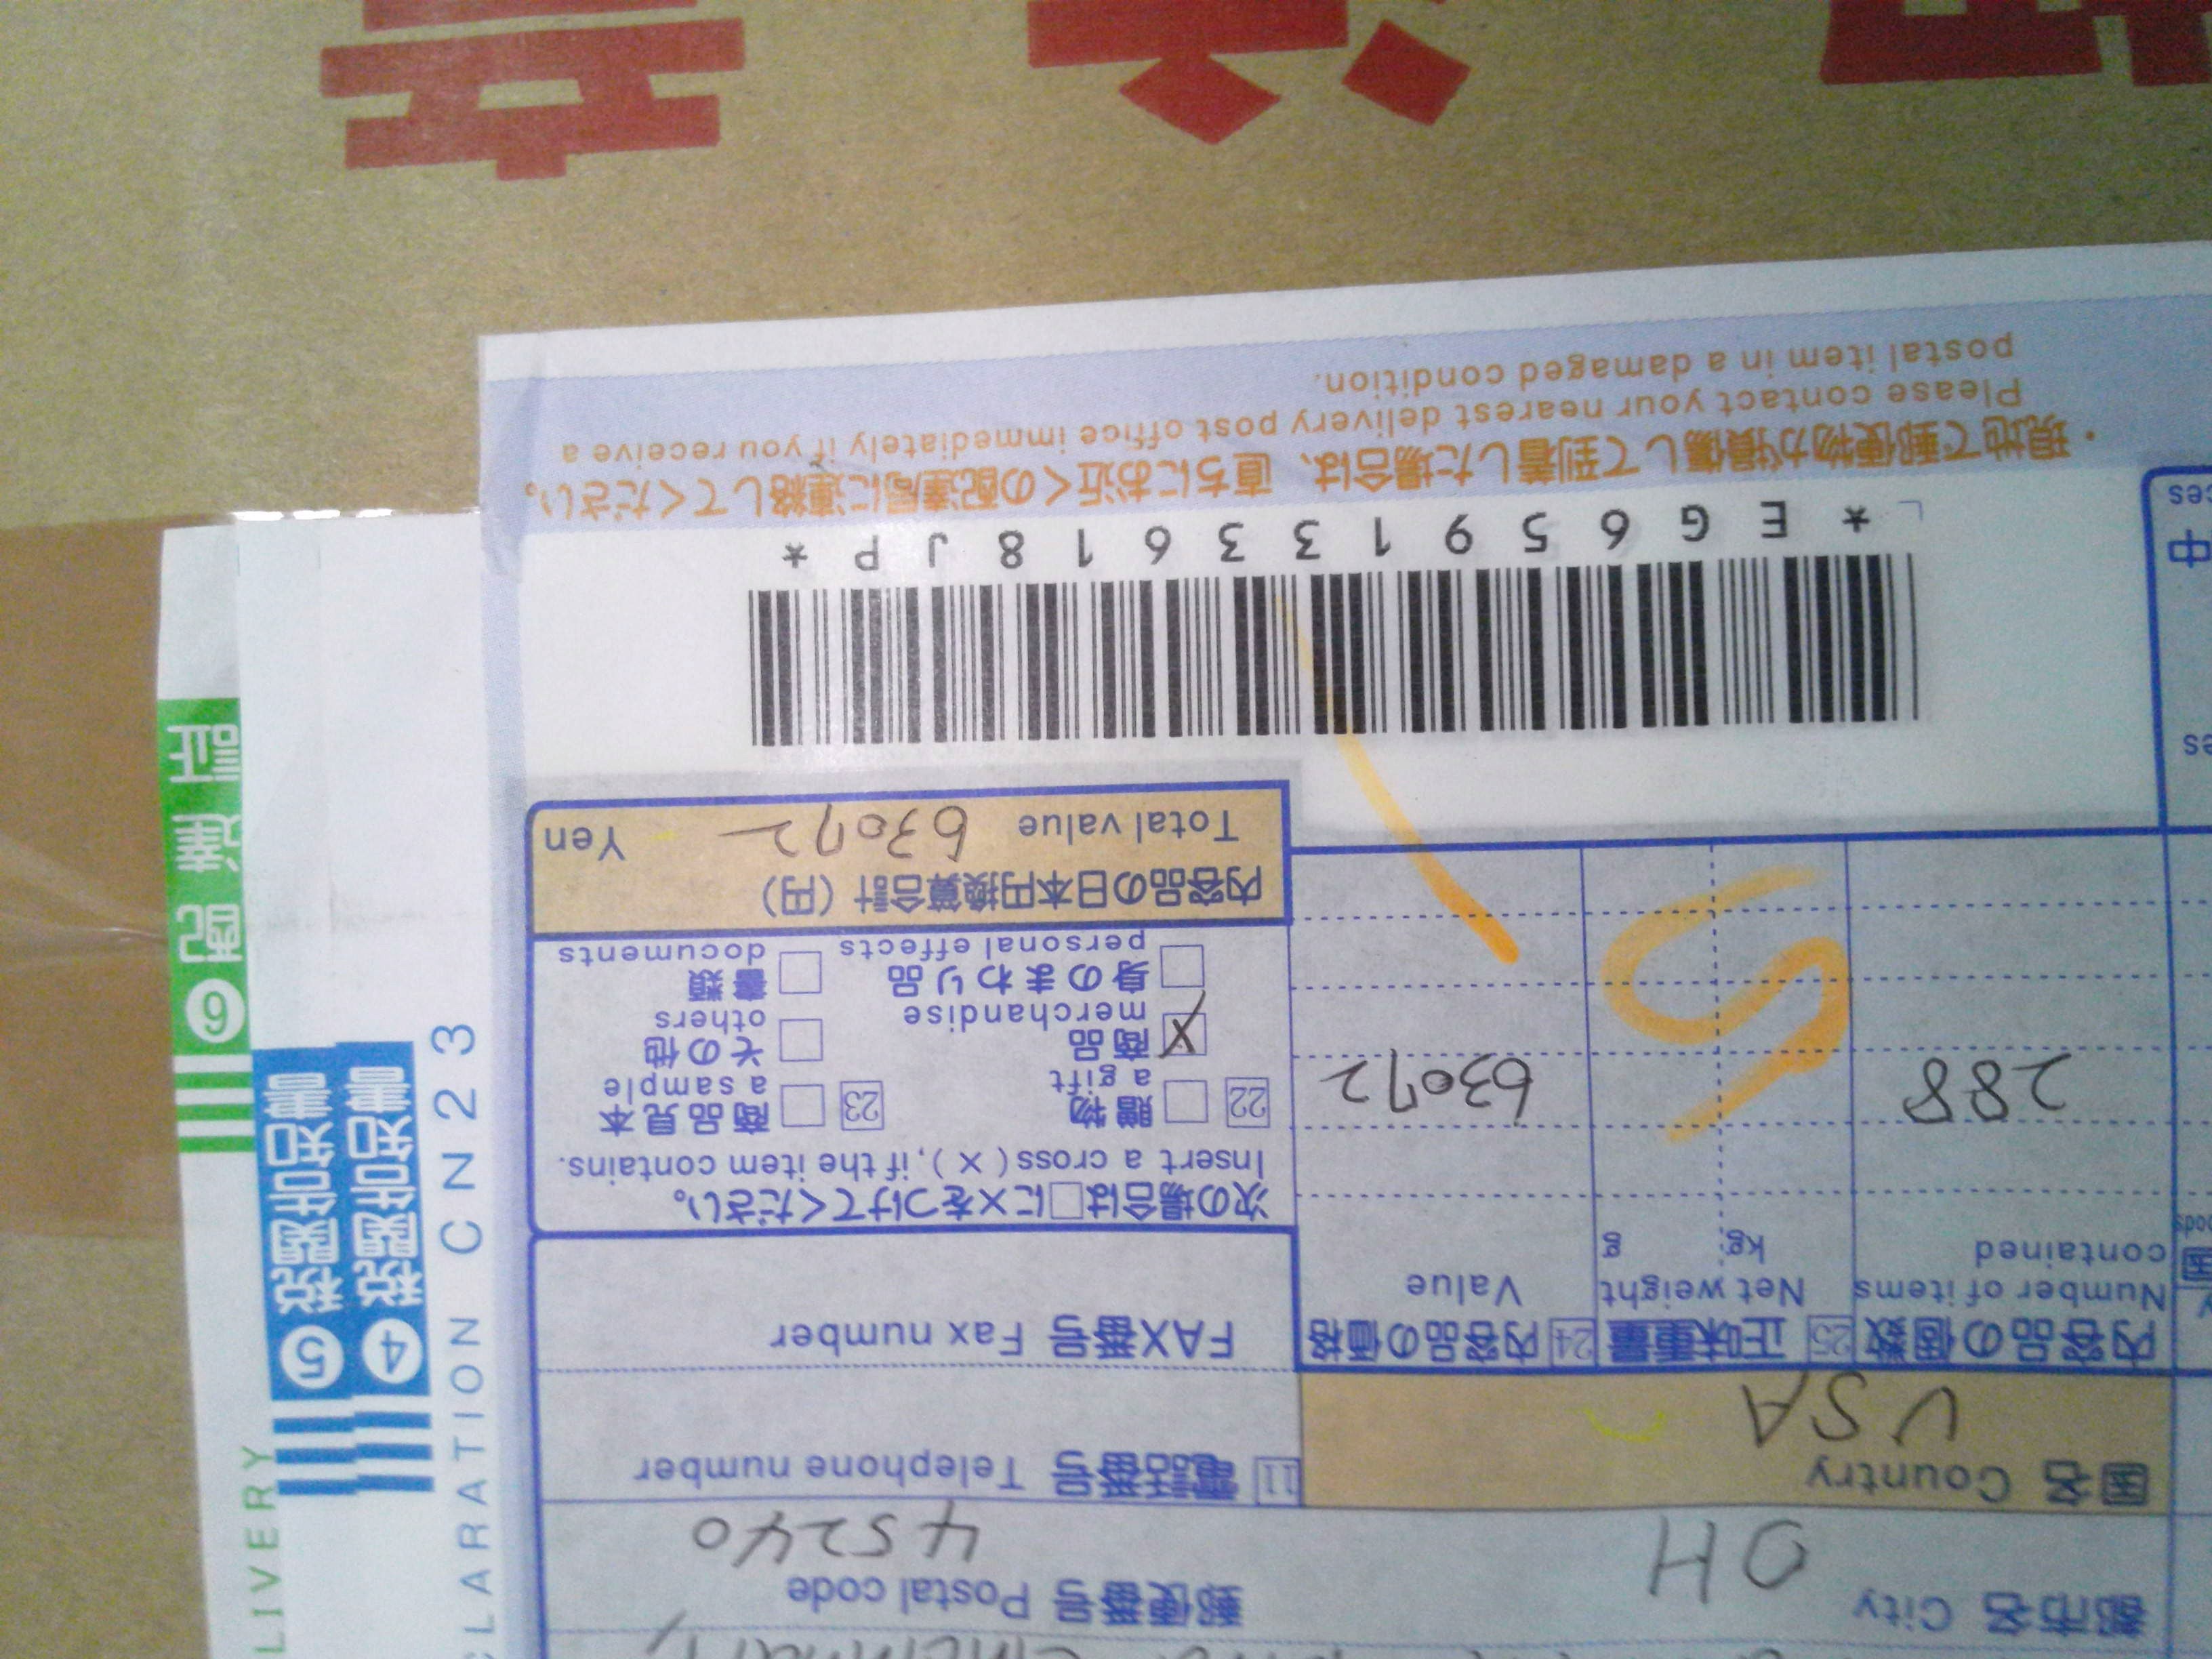 郵便番号 Postal code
45240
都市名 City
OH
11 電話番号 Telephone number
国名 Country
USA
FAX番号 Fax number
内容品の個数
Number of items
contained
25 正味重量
Net weight
kg g
24 内容品の価格
Value
288
63072
次の場合は□に×をつけてください。
Insert a cross (×), if the item contains.
22 贈物
a gift
23 商品見本
a sample
X 商品
merchandise
その他
others
身のまわり品
personal effects
書類
documents
内容品の日本円換算合計(円)
Total value 63072 Yen
* E G 6 5 9 1 3 3 6 1 8 J P *
・現地で郵便物が損傷して到着した場合は、直ちにお近くの配達局に連絡してください。
Please contact your nearest delivery post office immediately if you receive a
postal item in a damaged condition.
CLARATION CN23
4 税関告知書
5 税関告知書
6 配達証
LIVERY